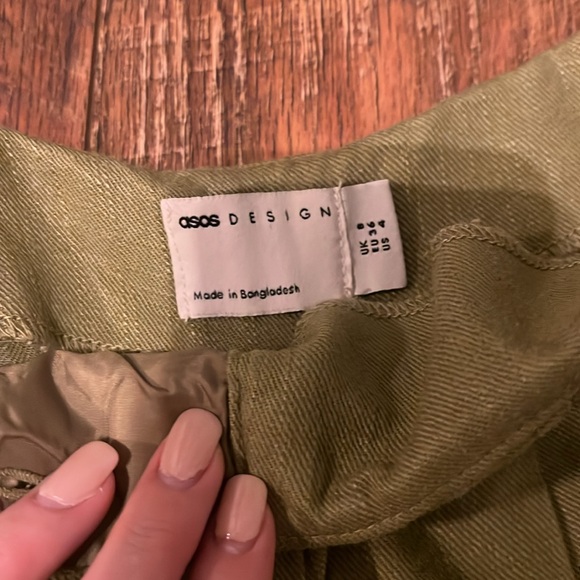 asos DESIGN
Made in Bangladesh
UK 8
EU 36
US 4